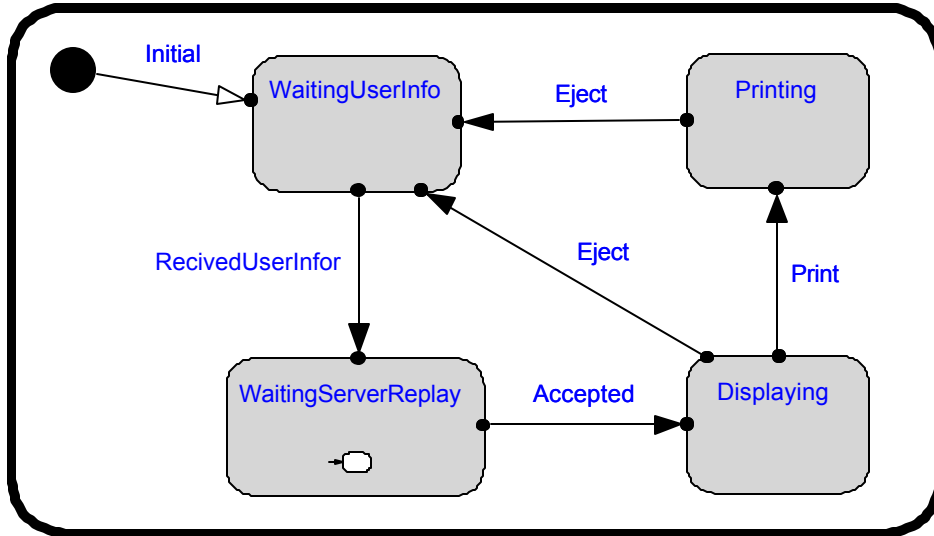 Initial
WaitingUserInfo
Eject
Printing
RecivedUserInfor
Eject
Print
WaitingServerReplay
Accepted
Displaying